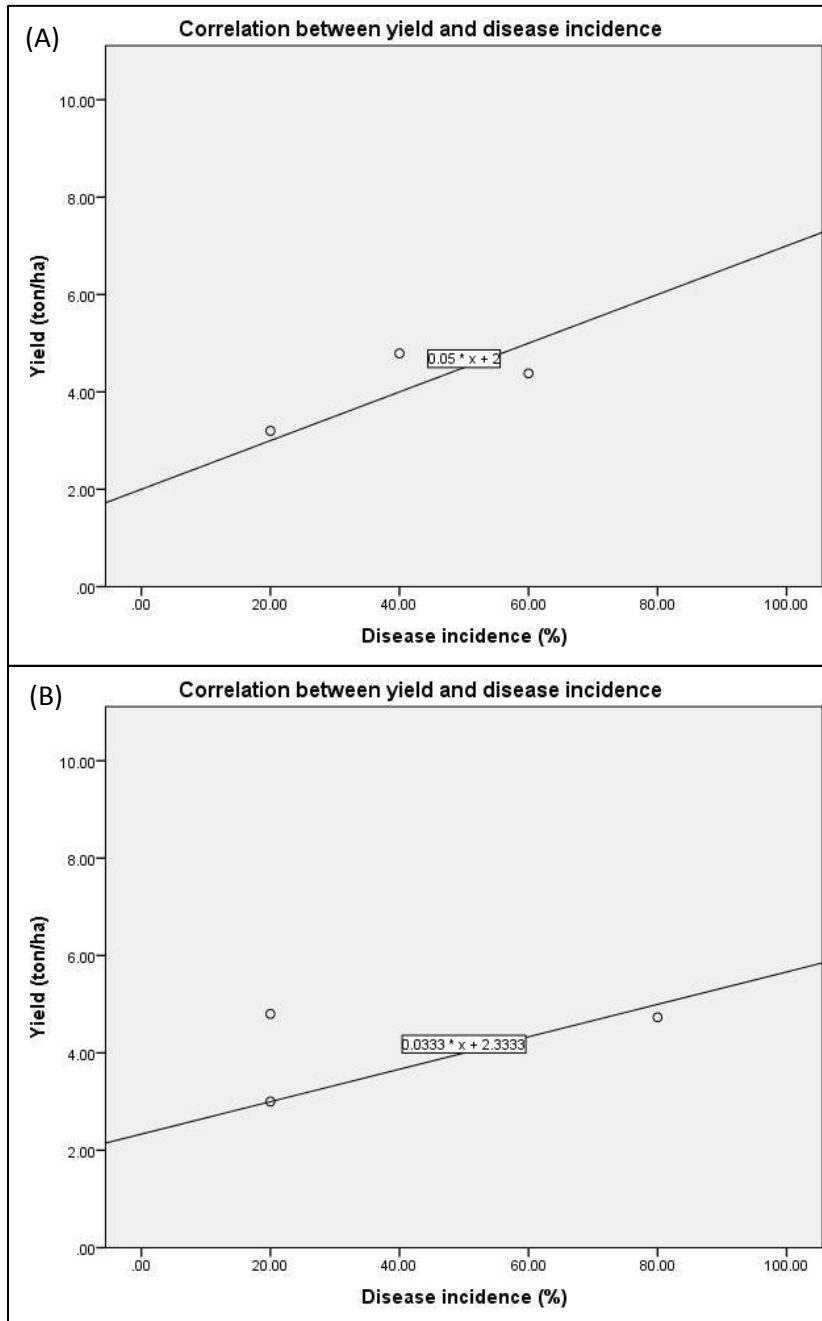 (A)
Correlation between yield and disease incidence
10.00
8.00
6.00
4.00
2.00
.00
Yield (ton/ha)
0.05 * x + 2
.00 20.00 40.00 60.00 80.00 100.00
Disease incidence (%)
(B)
Correlation between yield and disease incidence
10.00
8.00
6.00
4.00
2.00
.00
Yield (ton/ha)
0.0333 * x + 2.3333
.00 20.00 40.00 60.00 80.00 100.00
Disease incidence (%)